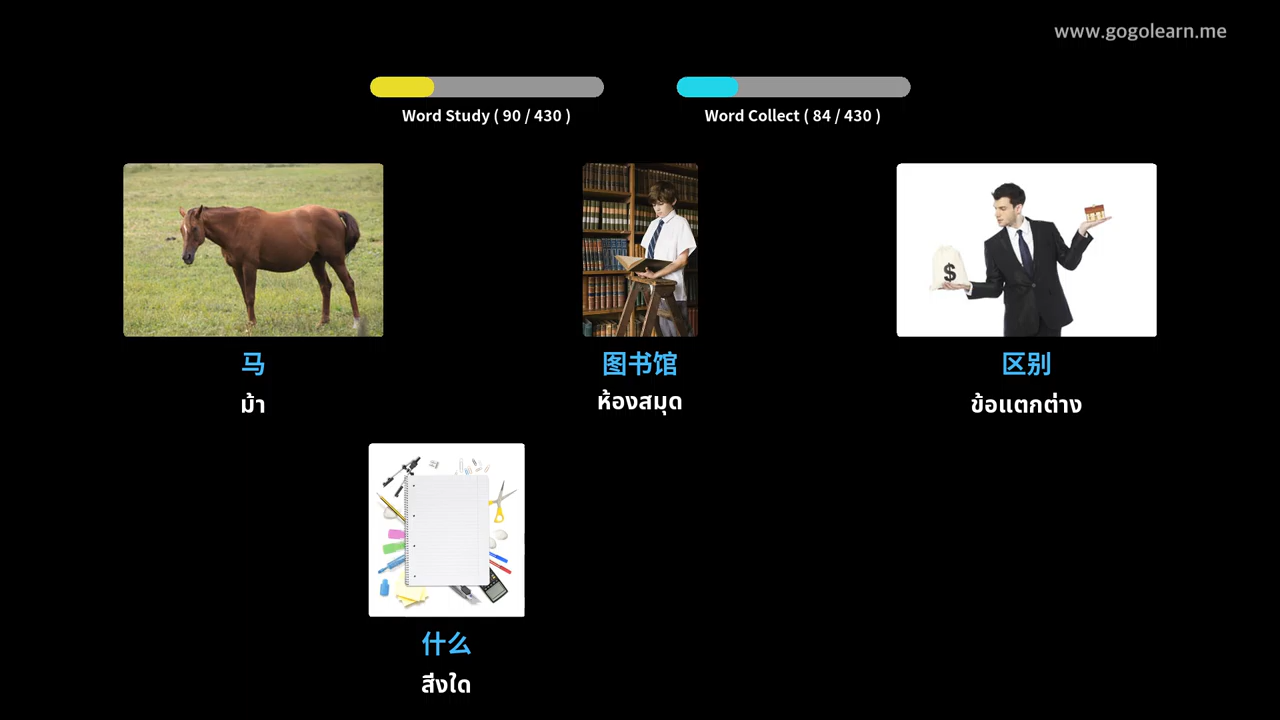 www.gogolearn.me
Word Study ( 90 / 430 )
Word Collect ( 84 / 430 )
马
ม้า
图书馆
ห้องสมุด
区别
ข้อแตกต่าง
$
什么
สี่งใด